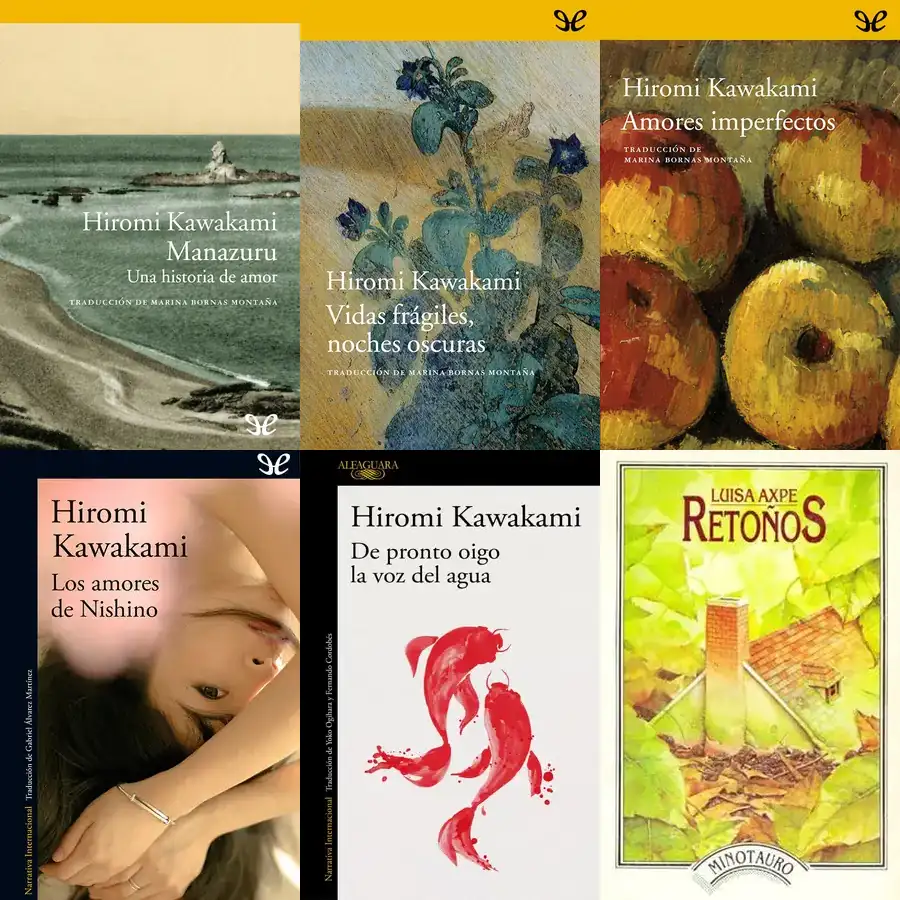 Hiromi Kawakami
Manazuru
Una historia de amor
TRADUCCIÓN DE MARINA BORNAS MONTAÑA
Hiromi Kawakami
Vidas frágiles,
noches oscuras
TRADUCCIÓN DE MARINA BORNAS MONTAÑA
Hiromi Kawakami
Amores imperfectos
TRADUCCIÓN DE
MARINA BORNAS MONTAÑA
Hiromi
Kawakami
Los amores
de Nishino
Narrativa Internacional Traducción de Gabriel Álvarez Martínez
ALFAGUARA
Hiromi Kawakami
De pronto oigo
la voz del agua
Narrativa Internacional Traducción de Yoko Ogihara y Fernando Cordobés
LUISA AXPE
RETOÑOS
MINOTAURO